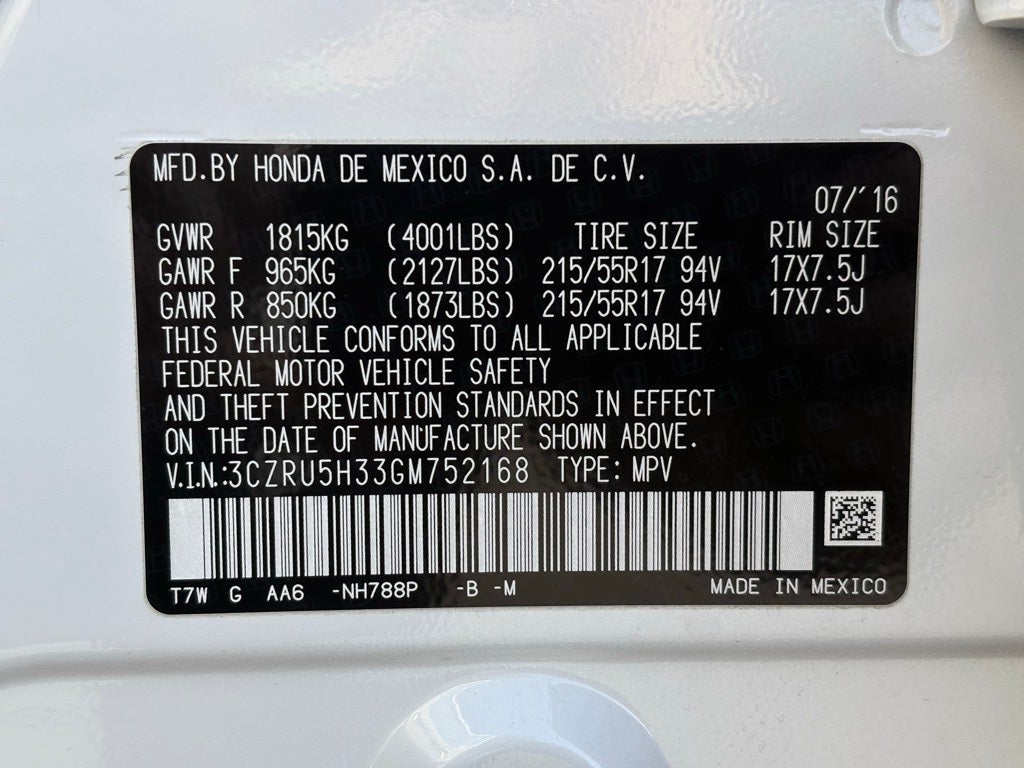 MFD.BY HONDA DE MEXICO S.A. DE C.V.
07/'16
GVWR 1815KG (4001LBS) TIRE SIZE RIM SIZE
GAWR F 965KG (2127LBS) 215/55R17 94V 17X7.5J
GAWR R 850KG (1873LBS) 215/55R17 94V 17X7.5J
THIS VEHICLE CONFORMS TO ALL APPLICABLE
FEDERAL MOTOR VEHICLE SAFETY
AND THEFT PREVENTION STANDARDS IN EFFECT
ON THE DATE OF MANUFACTURE SHOWN ABOVE.
V.I.N.:3CZRU5H33GM752168 TYPE: MPV
T7W G AA6 -NH788P -B -M MADE IN MEXICO